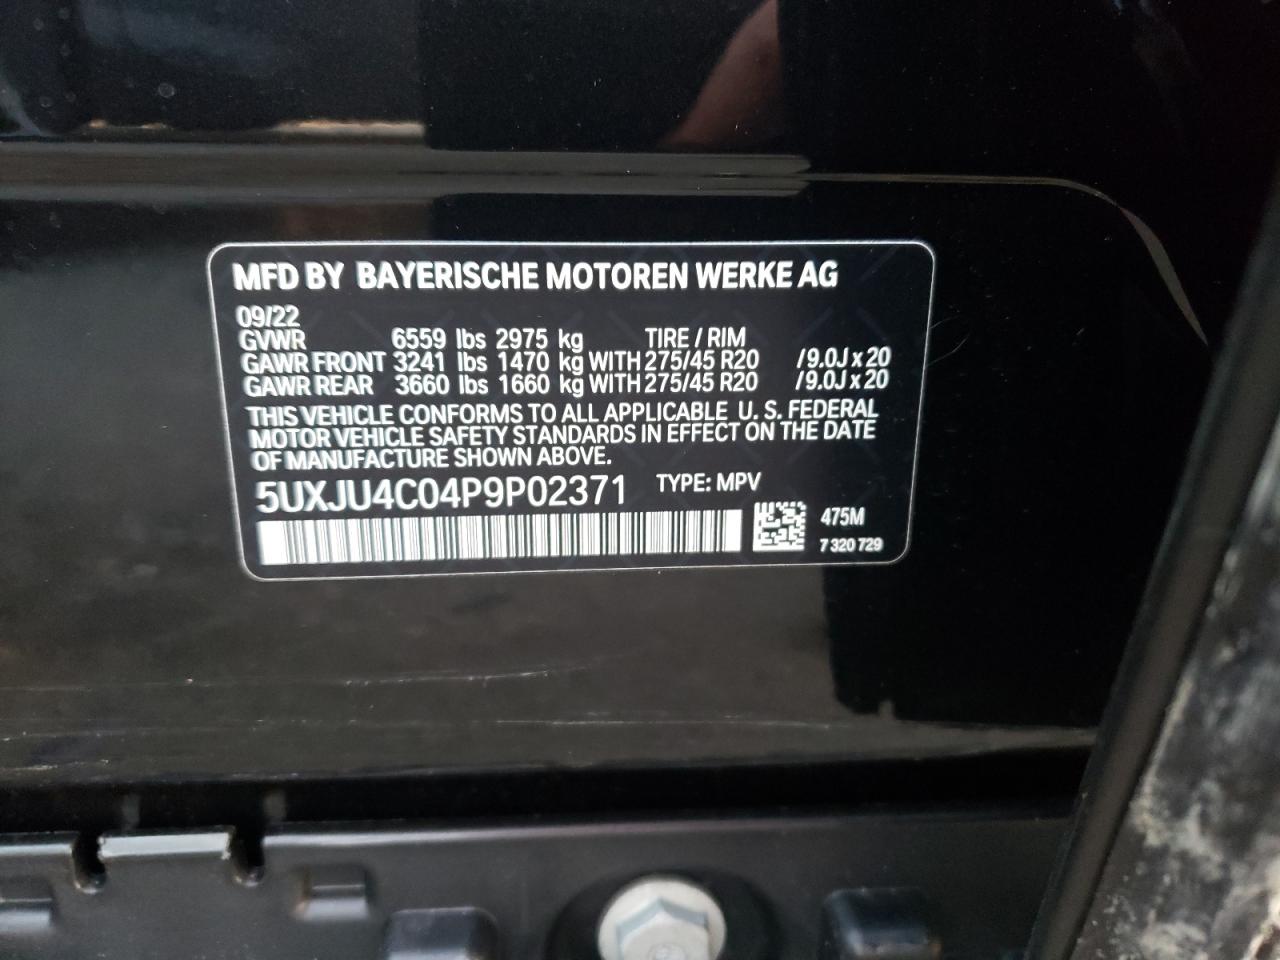 MFD BY BAYERISCHE MOTOREN WERKE AG
09/22
GVWR 6559 lbs 2975 kg TIRE / RIM
GAWR FRONT 3241 lbs 1470 kg WITH 275/45 R20 /9.0J x 20
GAWR REAR 3660 lbs 1660 kg WITH 275/45 R20 /9.0J x 20
THIS VEHICLE CONFORMS TO ALL APPLICABLE U. S. FEDERAL
MOTOR VEHICLE SAFETY STANDARDS IN EFFECT ON THE DATE
OF MANUFACTURE SHOWN ABOVE.
5UXJU4C04P9P02371 TYPE: MPV
475M
7 320 729